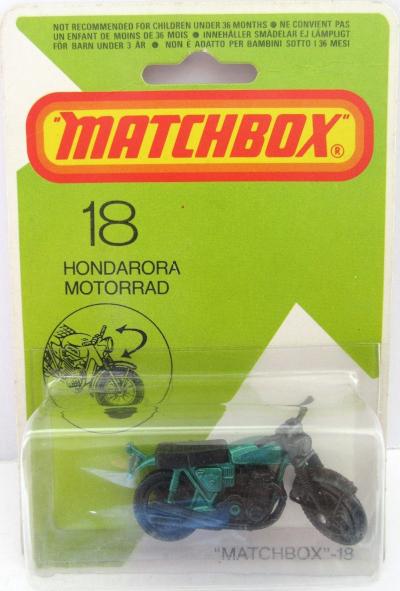 NOT RECOMMENDED FOR CHILDREN UNDER 36 MONTHS ● NE CONVIENT PAS
UN ENFANT DE MOINS DE 36 MOIS ● INNEHÅLLER SMÅDELAR EJ LÄMPLIGT
FÖR BARN UNDER 3 ÅR ● NON È ADATTO PER BAMBINI SOTTO I 36 MESI
"MATCHBOX"®
18
HONDARORA
MOTORRAD
"MATCHBOX"-18